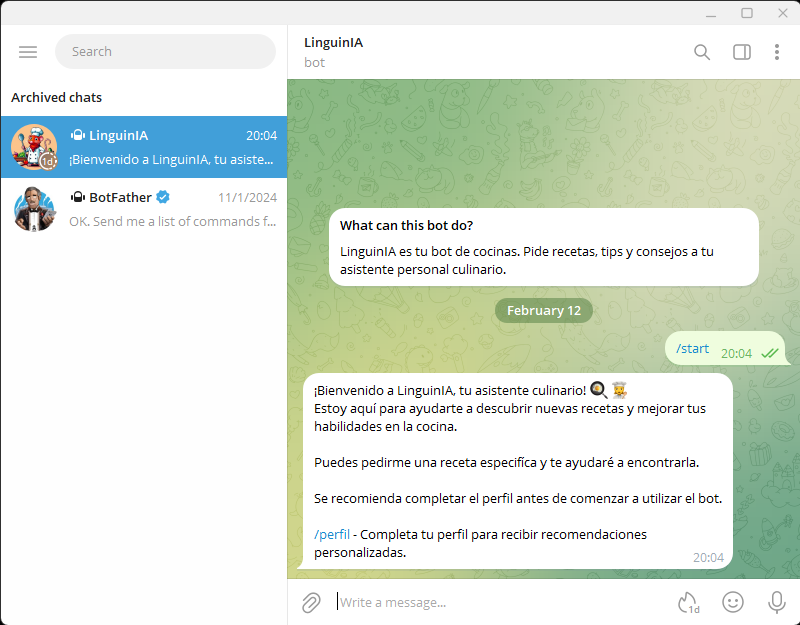 Search
Archived chats
LinguinIA 20:04
¡Bienvenido a LinguinIA, tu asiste...
1d
BotFather 11/1/2024
OK. Send me a list of commands f...
LinguinIA
bot
What can this bot do?
LinguinIA es tu bot de cocinas. Pide recetas, tips y consejos a tu
asistente personal culinario.
February 12
/start 20:04
¡Bienvenido a LinguinIA, tu asistente culinario! 🍳 👨‍🍳
Estoy aquí para ayudarte a descubrir nuevas recetas y mejorar tus
habilidades en la cocina.
Puedes pedirme una receta especifíca y te ayudaré a encontrarla.
Se recomienda completar el perfil antes de comenzar a utilizar el bot.
/perfil - Completa tu perfil para recibir recomendaciones
personalizadas.
20:04
Write a message...
1d